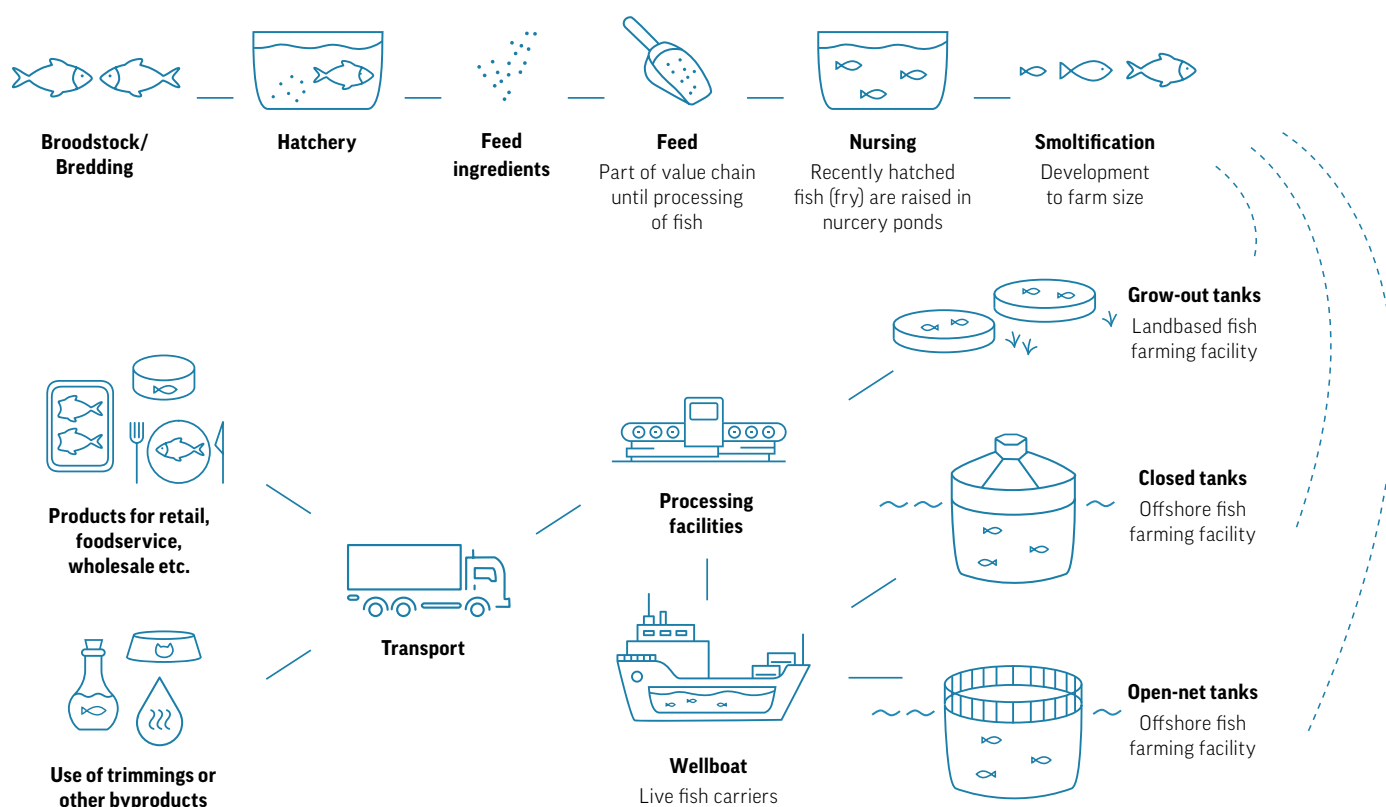 Broodstock/
Bredding
Hatchery
Feed
ingredients
Feed
Part of value chain
until processing
of fish
Nursing
Recently hatched
fish (fry) are raised in
nurcery ponds
Smoltification
Development
to farm size
Grow-out tanks
Landbased fish
farming facility
Closed tanks
Offshore fish
farming facility
Open-net tanks
Offshore fish
farming facility
Processing
facilities
Wellboat
Live fish carriers
Transport
Products for retail,
foodservice,
wholesale etc.
Use of trimmings or
other byproducts